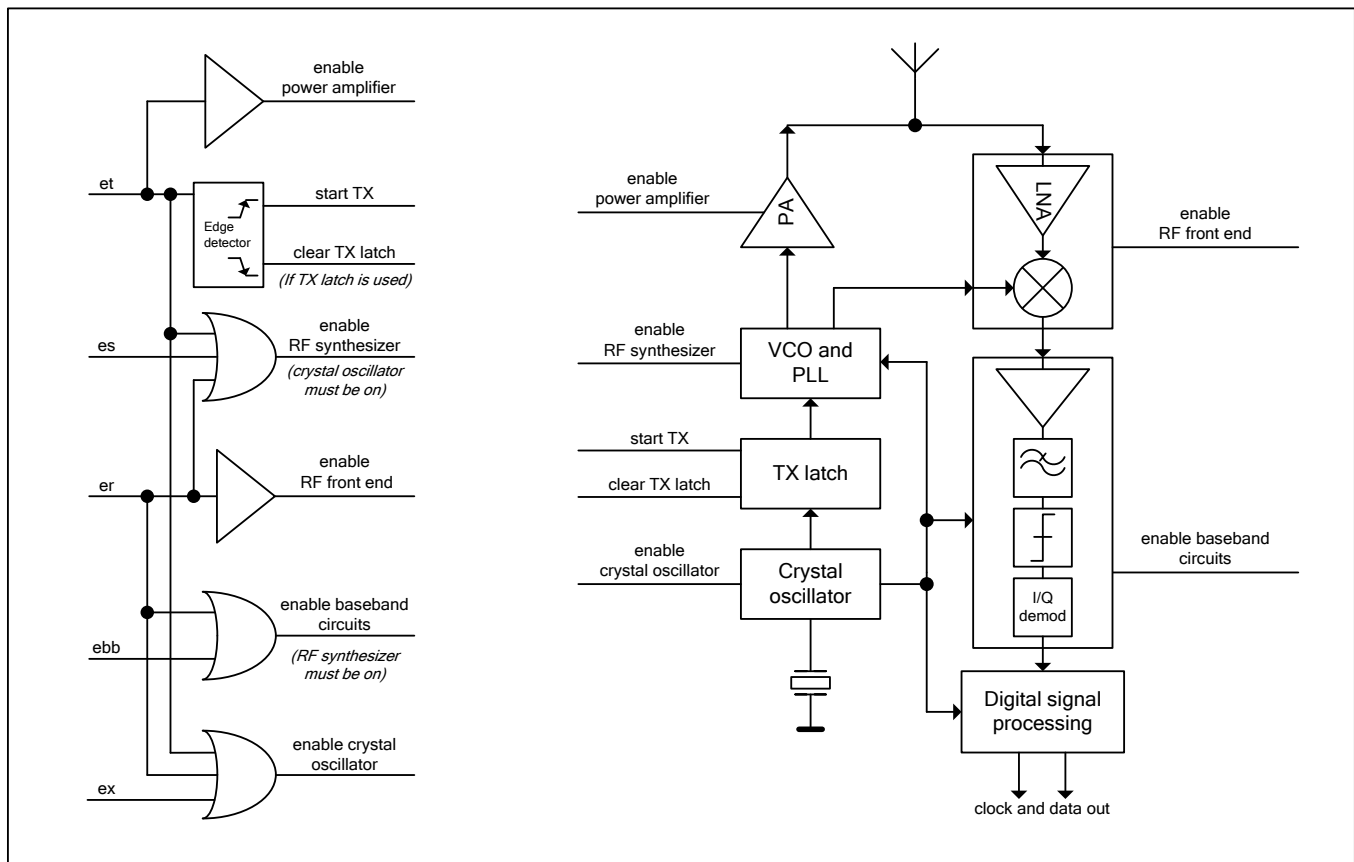 enable
power amplifier
et
Edge
detector
start TX
clear TX latch
(If TX latch is used)
es
enable
RF synthesizer
(crystal oscillator
must be on)
er
enable
RF front end
ebb
enable baseband
circuits
(RF synthesizer
must be on)
ex
enable crystal
oscillator
enable
power amplifier
PA
LNA
enable
RF front end
enable
RF synthesizer
VCO and
PLL
start TX
clear TX latch
TX latch
enable
crystal oscillator
Crystal
oscillator
I/Q
demod
enable baseband
circuits
Digital signal
processing
clock and data out